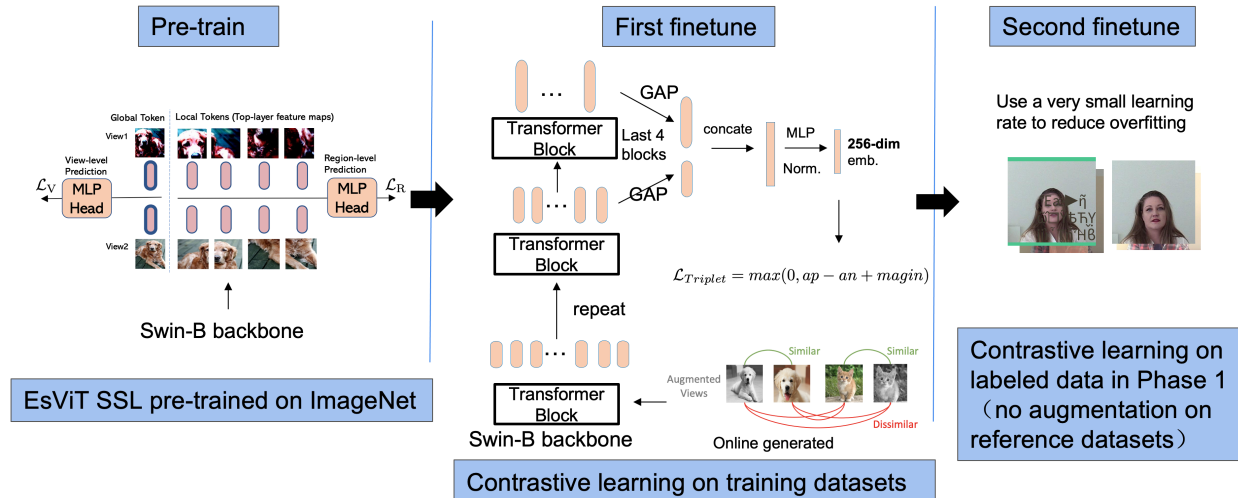 Pre-train
First finetune
Second finetune
Global Token
Local Tokens (Top-layer feature maps)
View1
View-level
Prediction
Region-level
Prediction
ℒV
MLP
Head
MLP
Head
ℒR
View2
Swin-B backbone
EsViT SSL pre-trained on ImageNet
...
GAP
Transformer
Block
Last 4
blocks
concate
MLP
Norm.
256-dim
emb.
...
GAP
Transformer
Block
ℒTriplet = max(0, ap − an + magin)
repeat
...
Transformer
Block
Swin-B backbone
Augmented
Views
Similar
Similar
Dissimilar
Online generated
Contrastive learning on training datasets
Use a very small learning
rate to reduce overfitting
Contrastive learning on
labeled data in Phase 1
（no augmentation on
reference datasets）